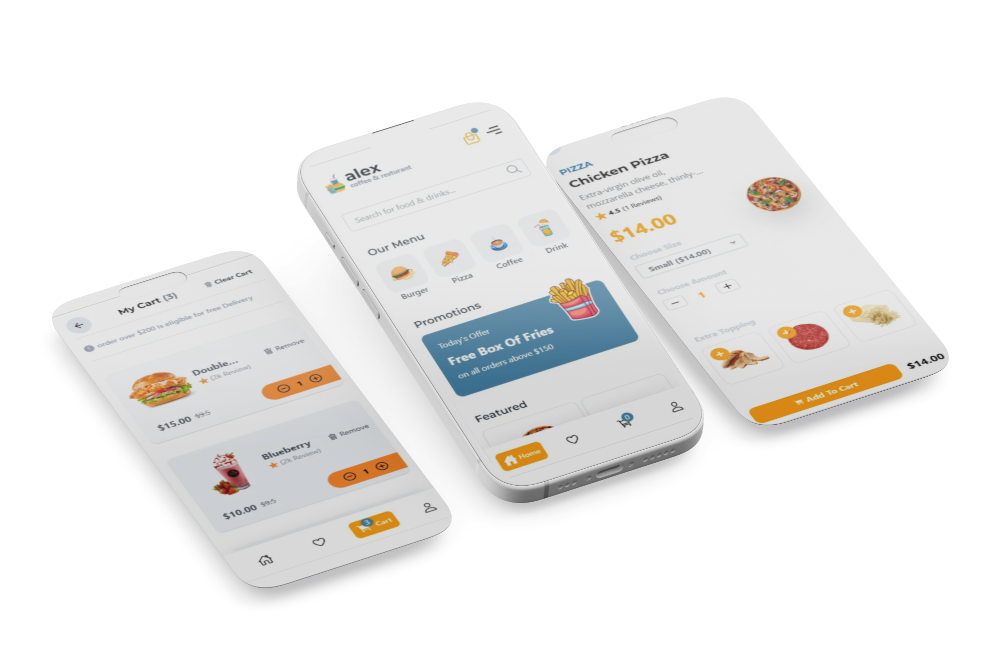 My Cart (3)
Clear Cart
order over $200 is eligible for free Delivery
Double...
(2k Review)
Remove
1
$15.00 $9.5
Blueberry
(2k Review)
Remove
1
$10.00 $9.5
3
Cart
alex
coffee & resturant
Search for food & drinks...
Our Menu
Burger
Pizza
Coffee
Drink
Promotions
Today's Offer
Free Box Of Fries
on all orders above $150
Featured
Home
0
PIZZA
Chicken Pizza
Extra-virgin olive oil,
mozzarella cheese, thinly-...
4.5 (1 Reviews)
$14.00
Choose Size
Small ($14.00)
Choose Amount
1
Extra Topping
Add To Cart
$14.00